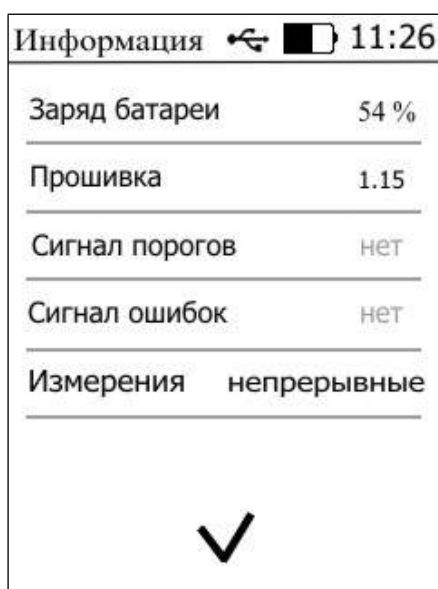 Информация 11:26
Заряд батареи 54 %
Прошивка 1.15
Сигнал порогов нет
Сигнал ошибок нет
Измерения непрерывные